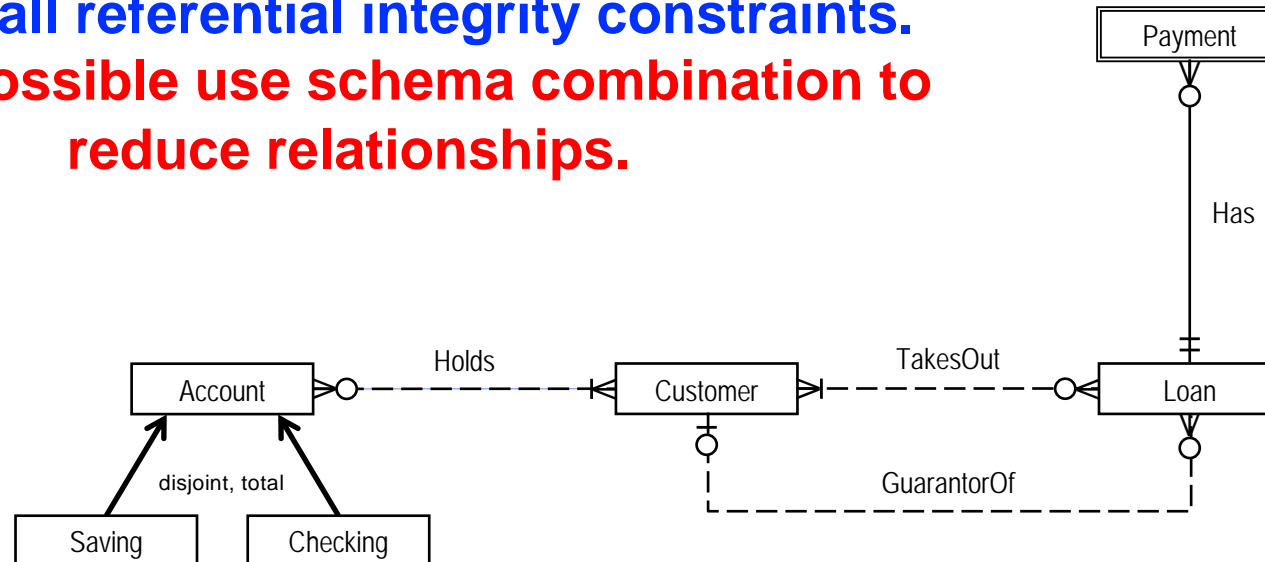 all referential integrity constraints.
possible use schema combination to
reduce relationships.
Payment
Has
Holds
TakesOut
Account
Customer
Loan
GuarantorOf
disjoint, total
Saving
Checking